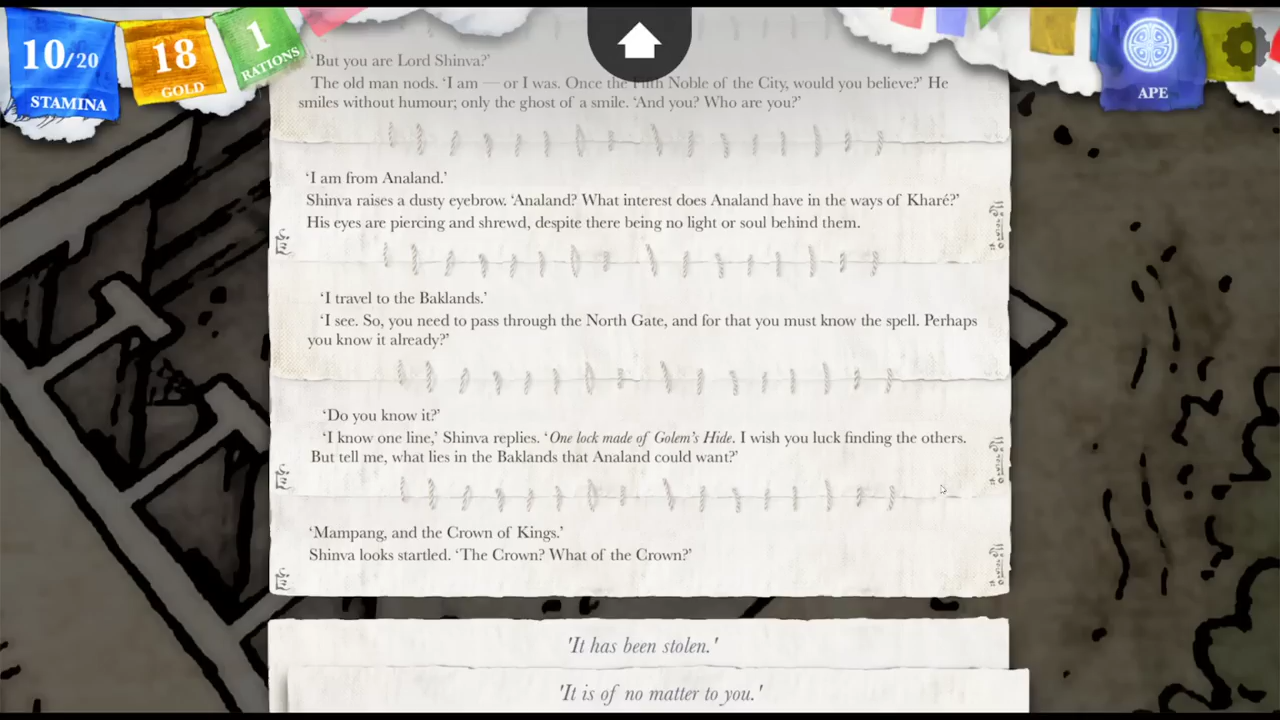 10/20
STAMINA
18
GOLD
1
RATIONS
APE
'But you are Lord Shinva?'
The old man nods. 'I am — or I was. Once the Fifth Noble of the City, would you believe?' He
smiles without humour; only the ghost of a smile. 'And you? Who are you?'
'I am from Analand.'
Shinva raises a dusty eyebrow. 'Analand? What interest does Analand have in the ways of Kharé?'
His eyes are piercing and shrewd, despite there being no light or soul behind them.
'I travel to the Baklands.'
'I see. So, you need to pass through the North Gate, and for that you must know the spell. Perhaps
you know it already?'
'Do you know it?'
'I know one line,' Shinva replies. 'One lock made of Golem's Hide. I wish you luck finding the others.
But tell me, what lies in the Baklands that Analand could want?'
'Mampang, and the Crown of Kings.'
Shinva looks startled. 'The Crown? What of the Crown?'
'It has been stolen.'
'It is of no matter to you.'